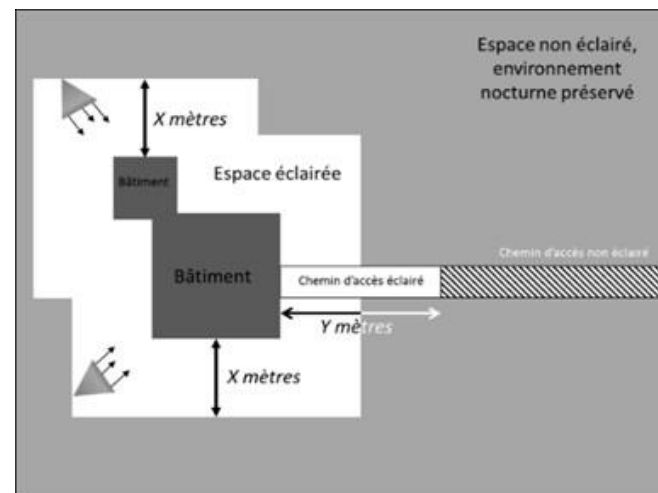 Espace non éclairé,
environnement
nocturne préservé
X mètres
Espace éclairée
Bâtiment
Bâtiment
Chemin d'accès non éclairé
Chemin d'accès éclairé
Y mètres
X mètres